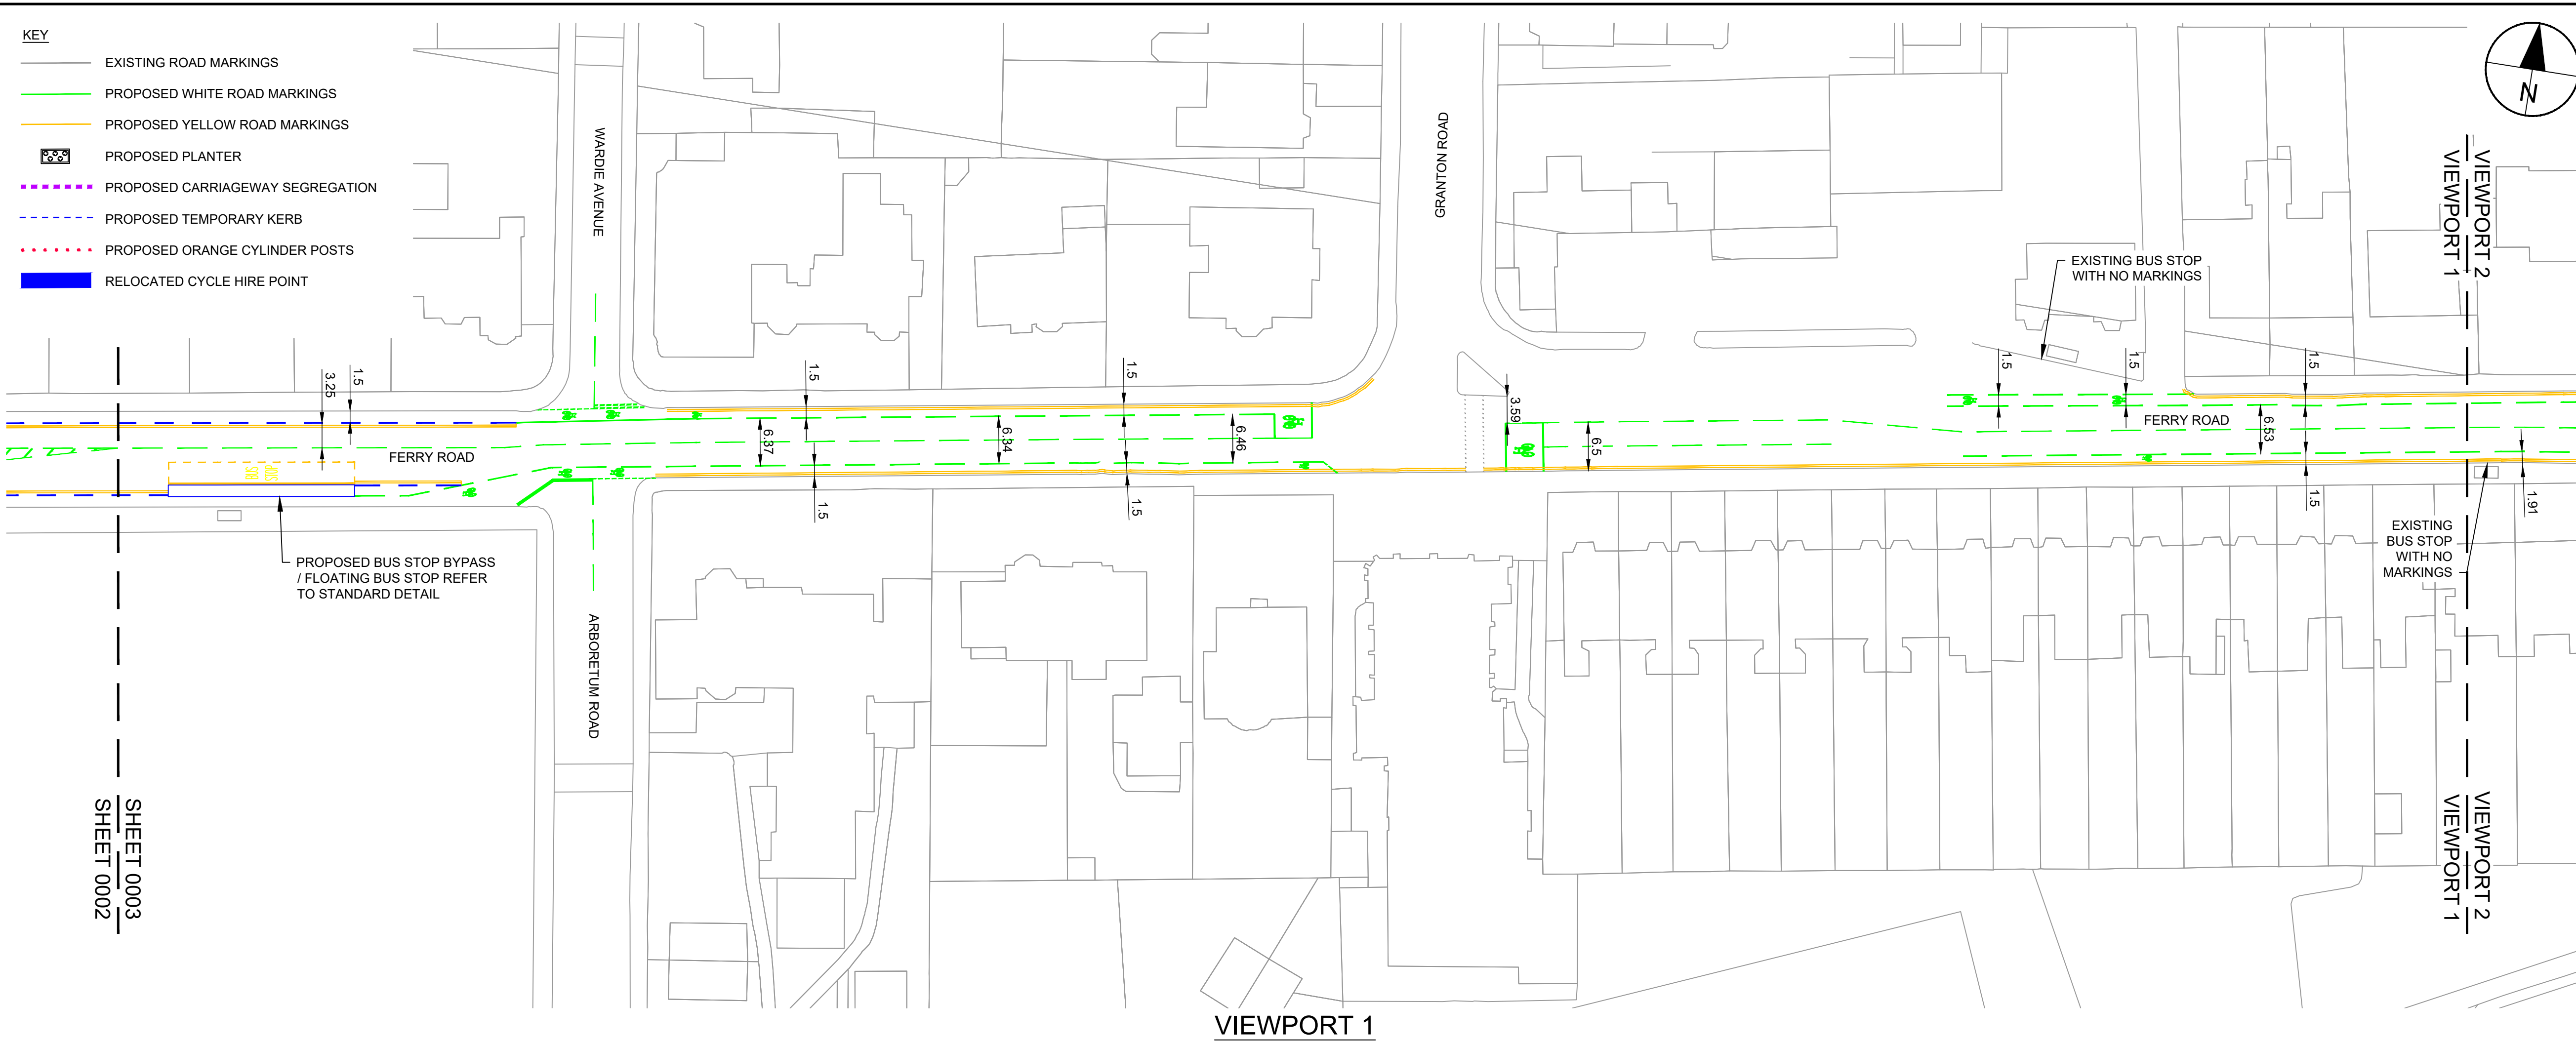 KEY
EXISTING ROAD MARKINGS
PROPOSED WHITE ROAD MARKINGS
PROPOSED YELLOW ROAD MARKINGS
PROPOSED PLANTER
PROPOSED CARRIAGEWAY SEGREGATION
PROPOSED TEMPORARY KERB
PROPOSED ORANGE CYLINDER POSTS
RELOCATED CYCLE HIRE POINT
WARDIE AVENUE
GRANTON ROAD
N
VIEWPORT 2
VIEWPORT 1
EXISTING BUS STOP
WITH NO MARKINGS
3.25
1.5
1.5
1.5
3.59
1.5
1.5
1.5
FERRY ROAD
6.37
6.34
6.46
6.5
FERRY ROAD
6.53
BUS
STOP
1.5
1.5
1.5
1.91
PROPOSED BUS STOP BYPASS
/ FLOATING BUS STOP REFER
TO STANDARD DETAIL
EXISTING
BUS STOP
WITH NO
MARKINGS
ARBORETUM ROAD
SHEET 0003
SHEET 0002
VIEWPORT 2
VIEWPORT 1
VIEWPORT 1